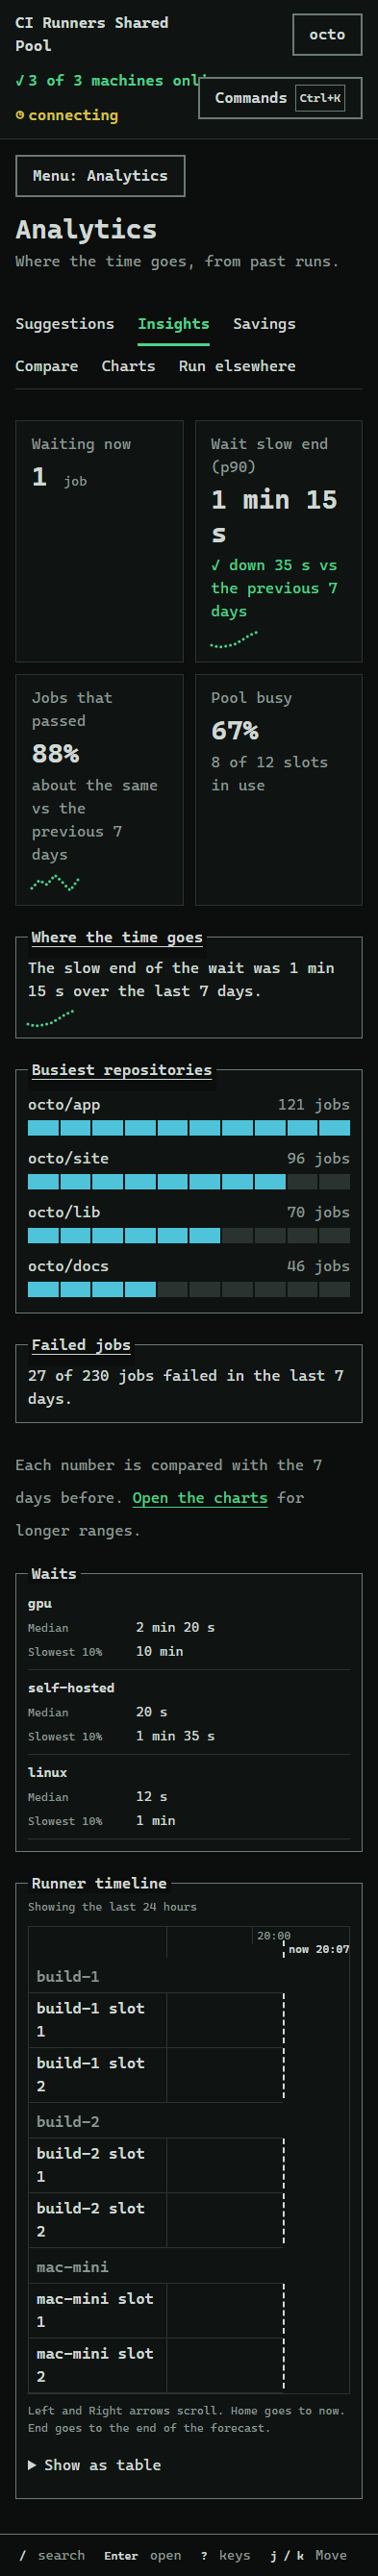 CI Runners Shared
Pool
octo
✓ 3 of 3 machines
Commands Ctrl+K
connecting
Menu: Analytics
Analytics
Where the time goes, from past runs.
Suggestions Insights Savings
Compare Charts Run elsewhere
Waiting now
1 job
Wait slow end
(p90)
1 min 15
s
✓ down 35 s vs
the previous 7
days
Jobs that
passed
88%
about the same
vs the
previous 7
days
Pool busy
67%
8 of 12 slots
in use
Where the time goes
The slow end of the wait was 1 min
15 s over the last 7 days.
Busiest repositories
octo/app 121 jobs
octo/site 96 jobs
octo/lib 70 jobs
octo/docs 46 jobs
Failed jobs
27 of 230 jobs failed in the last 7
days.
Each number is compared with the 7
days before. Open the charts for
longer ranges.
Waits
gpu
Median 2 min 20 s
Slowest 10% 10 min
self-hosted
Median 20 s
Slowest 10% 1 min 35 s
linux
Median 12 s
Slowest 10% 1 min
Runner timeline
Showing the last 24 hours
20:00
now 20:07
build-1
build-1 slot
1
build-1 slot
2
build-2
build-2 slot
1
build-2 slot
2
mac-mini
mac-mini slot
1
mac-mini slot
2
Left and Right arrows scroll. Home goes to now.
End goes to the end of the forecast.
▶ Show as table
/ search Enter open ? keys j / k Move